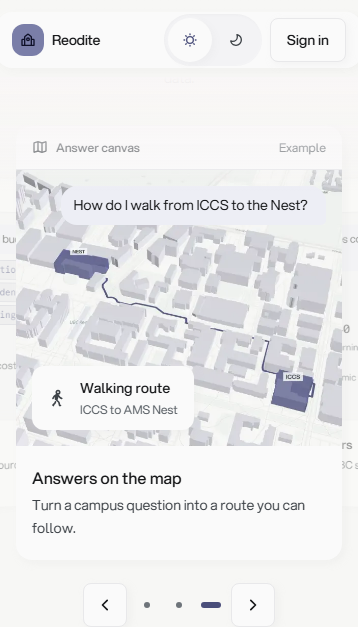 Reodite
Sign in
Answer canvas
Example
How do I walk from ICCS to the Nest?
NEST
ICCS
Walking route
ICCS to AMS Nest
Answers on the map
Turn a campus question into a route you can
follow.